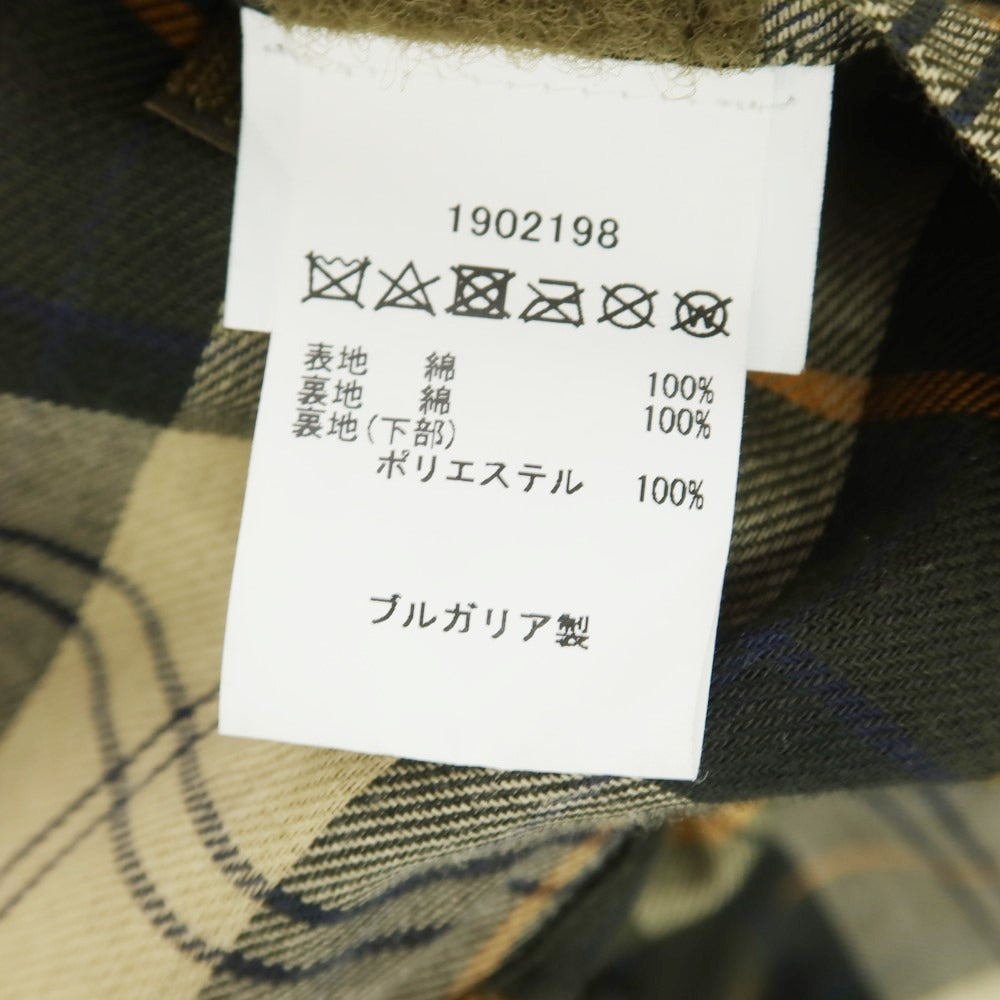 1902198
表地 綿 100%
裏地 綿 100%
裏地(下部)
ポリエステル 100%
ブルガリア製